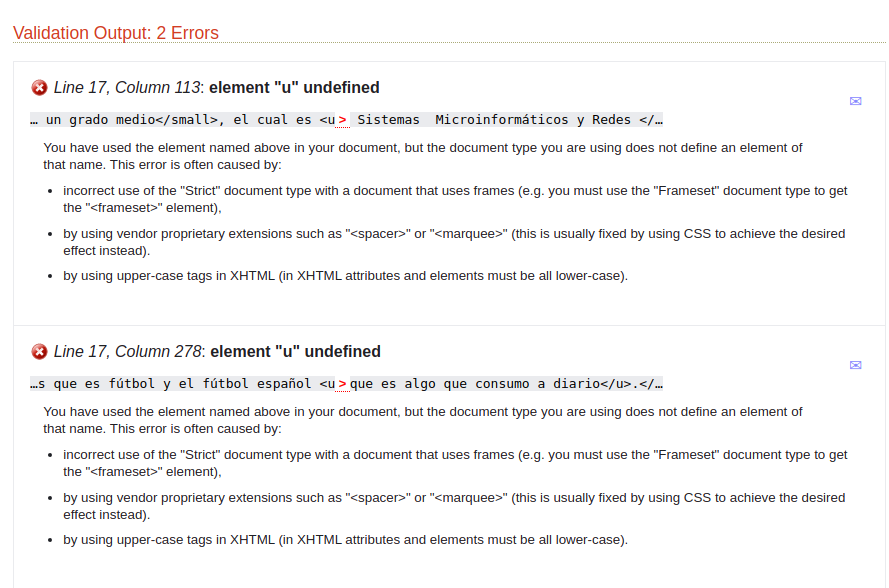 Validation Output: 2 Errors
Line 17, Column 113: element "u" undefined
… un grado medio</small>, el cual es <u> Sistemas  Microinformáticos y Redes </…
You have used the element named above in your document, but the document type you are using does not define an element of
that name. This error is often caused by:
• incorrect use of the "Strict" document type with a document that uses frames (e.g. you must use the "Frameset" document type to get
the "<frameset>" element),
• by using vendor proprietary extensions such as "<spacer>" or "<marquee>" (this is usually fixed by using CSS to achieve the desired
effect instead).
• by using upper-case tags in XHTML (in XHTML attributes and elements must be all lower-case).
Line 17, Column 278: element "u" undefined
…s que es fútbol y el fútbol español <u>que es algo que consumo a diario</u>.</…
You have used the element named above in your document, but the document type you are using does not define an element of
that name. This error is often caused by:
• incorrect use of the "Strict" document type with a document that uses frames (e.g. you must use the "Frameset" document type to get
the "<frameset>" element),
• by using vendor proprietary extensions such as "<spacer>" or "<marquee>" (this is usually fixed by using CSS to achieve the desired
effect instead).
• by using upper-case tags in XHTML (in XHTML attributes and elements must be all lower-case).